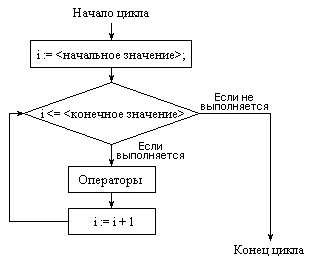 Начало цикла
i := <начальное значение>;
i <= <конечное значение>
Если не
выполняется
Если
выполняется
Операторы
i := i + 1
Конец цикла